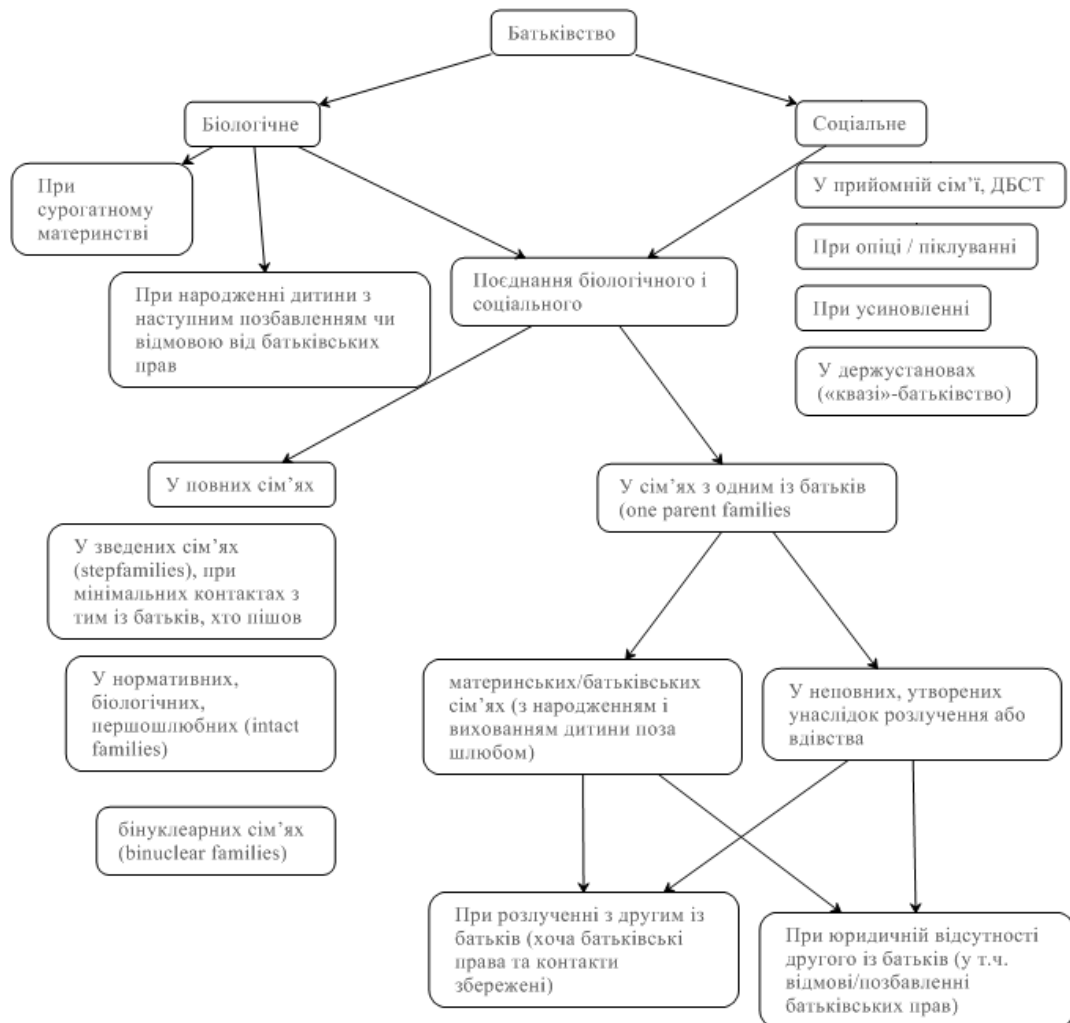 Батьківство
Біологічне
Соціальне
При
сурогатному
материнстві
У прийомній сім’ї, ДБСТ
При опіці / піклуванні
При народженні дитини з
наступним позбавленням чи
відмовою від батьківських
прав
Поєднання біологічного і
соціального
При усиновленні
У держустановах
(«квазі»-батьківство)
У повних сім’ях
У сім’ях з одним із батьків
(one parent families
У зведених сім’ях
(stepfamilies), при
мінімальних контактах з
тим із батьків, хто пішов
У нормативних,
біологічних,
першошлюбних (intact
families)
бінуклеарних сім’ях
(binuclear families)
материнських/батьківських
сім’ях (з народженням і
вихованням дитини поза
шлюбом)
У неповних, утворених
унаслідок розлучення або
вдівства
При розлученні з другим із
батьків (хоча батьківські
права та контакти
збережені)
При юридичній відсутності
другого із батьків (у т.ч.
відмові/позбавленні
батьківських прав)